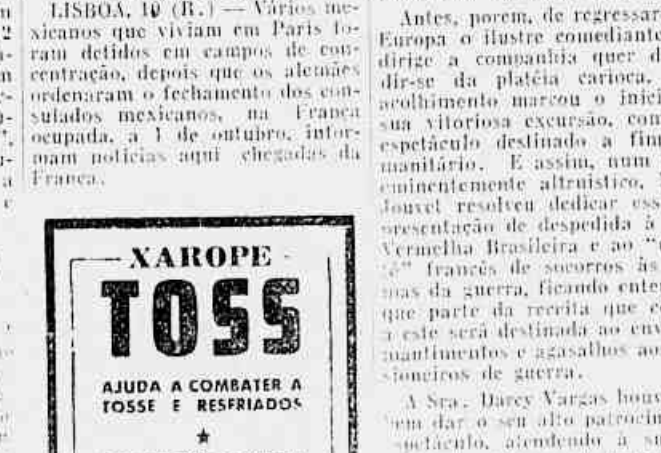 LISBOA, 10 (R.) — Vários me-
xicanos que viviam em Paris fo-
ram detidos em campos de con-
centração, depois que os alemães
ordenaram o fechamento dos con-
sulados mexicanos, na França
ocupada, a 1 de outubro, infor-
mam notícias aqui chegadas da
França.
XAROPE
TOSS
AJUDA A COMBATER A
TOSSE E RESFRIADOS
Antes, porem, de regressar
Europa o ilustre comediante
dirige a companhia quer d
dir-se da platéia carioca,
acolhimento marcou o iníci
sua vitoriosa excursão, com
espetáculo destinado a fim
manitário. E assim, num
eminentemente altruistico,
Jouvet resolveu dedicar ess
presentação de despedida à
Vermelha Brasileira e ao "
francês de socorros às
mas da guerra, ficando ente
que parte da receita que c
a este será destinada ao env
mantimentos e agasalhos ao
sioneiros de guerra.
A Sra. Darcy Vargas houv
bem dar o seu alto patrocin
spetáculo, atendendo à su